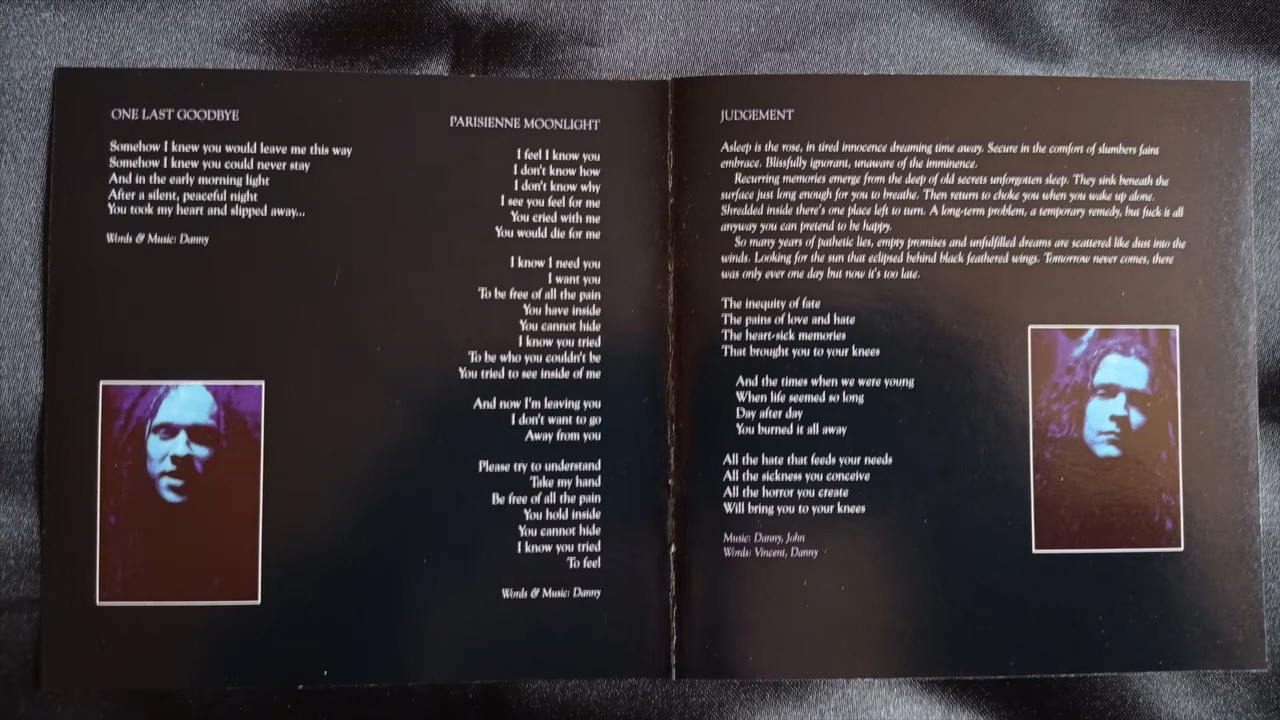 ONE LAST GOODBYE
Somehow I knew you would leave me this way
Somehow I knew you could never stay
And in the early morning light
After a silent, peaceful night
You took my heart and slipped away...
Words & Music: Danny
PARISIENNE MOONLIGHT
I feel I know you
I don't know how
I don't know why
I see you feel for me
You cried with me
You would die for me
I know I need you
I want you
To be free of all the pain
You have inside
You cannot hide
I know you tried
To be who you couldn't be
You tried to see inside of me
And now I'm leaving you
I don't want to go
Away from you
Please try to understand
Take my hand
Be free of all the pain
You hold inside
You cannot hide
I know you tried
To feel
Words & Music: Danny
JUDGEMENT
Asleep is the rose, in tired innocence dreaming time away. Secure in the comfort of slumbers faint
embrace. Blissfully ignorant, unaware of the imminence.
Recurring memories emerge from the deep of old secrets unforgotten sleep. They sink beneath the
surface just long enough for you to breathe. Then return to choke you when you wake up alone.
Shredded inside there's one place left to turn. A long-term problem, a temporary remedy, but fuck it all
anyway you can pretend to be happy.
So many years of pathetic lies, empty promises and unfulfilled dreams are scattered like dust into the
winds. Looking for the sun that eclipsed behind black feathered wings. Tomorrow never comes, there
was only ever one day but now it's too late.
The inequity of fate
The pains of love and hate
The heart-sick memories
That brought you to your knees
And the times when we were young
When life seemed so long
Day after day
You burned it all away
All the hate that feeds your needs
All the sickness you conceive
All the horror you create
Will bring you to your knees
Music: Danny, John
Words: Vincent, Danny